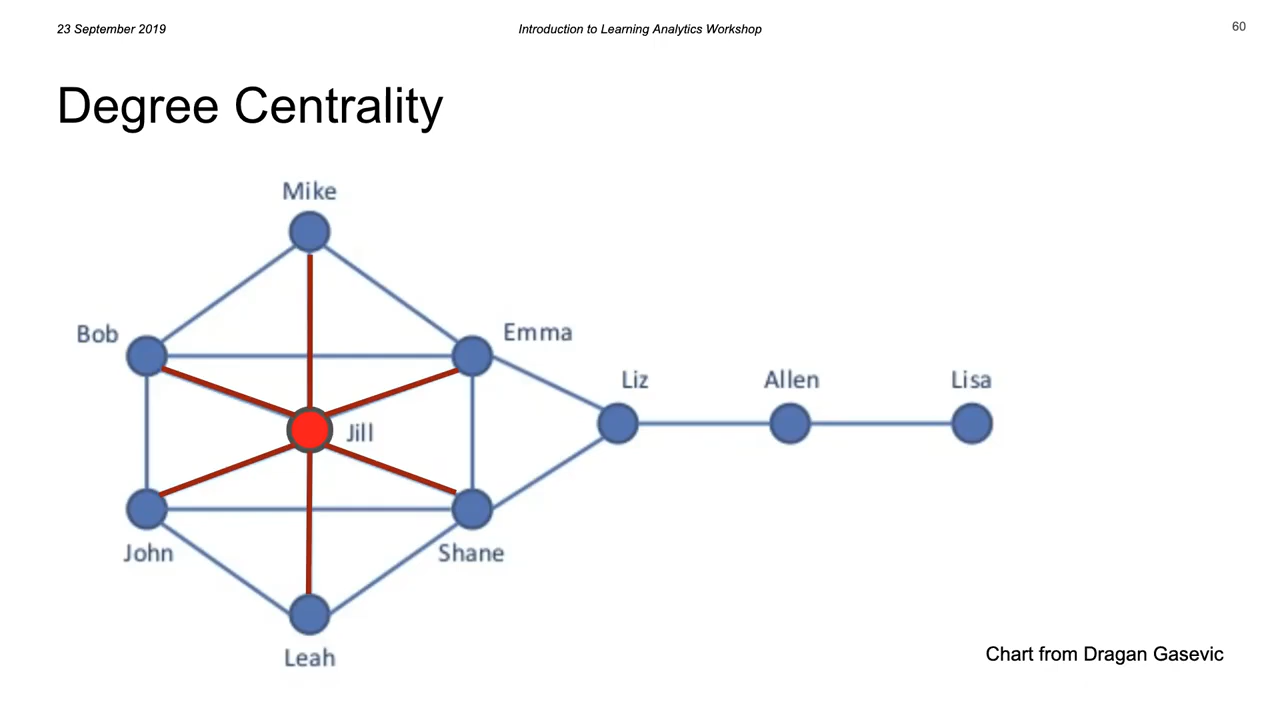 23 September 2019
Introduction to Learning Analytics Workshop
60
Degree Centrality
Mike
Bob
Emma
Liz
Allen
Lisa
Jill
John
Shane
Leah
Chart from Dragan Gasevic